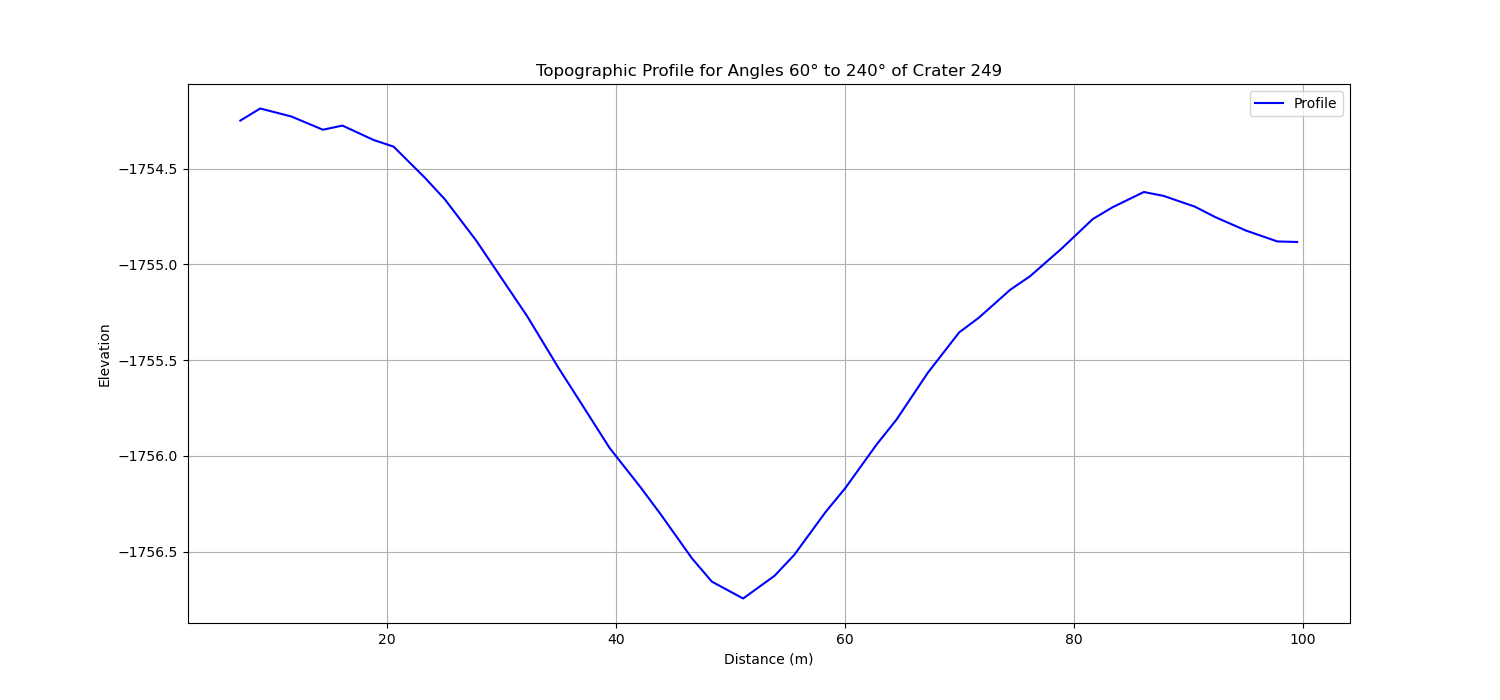 Topographic Profile for Angles 60° to 240° of Crater 249
Profile
−1754.5
−1755.0
−1755.5
−1756.0
−1756.5
Elevation
20 40 60 80 100
Distance (m)